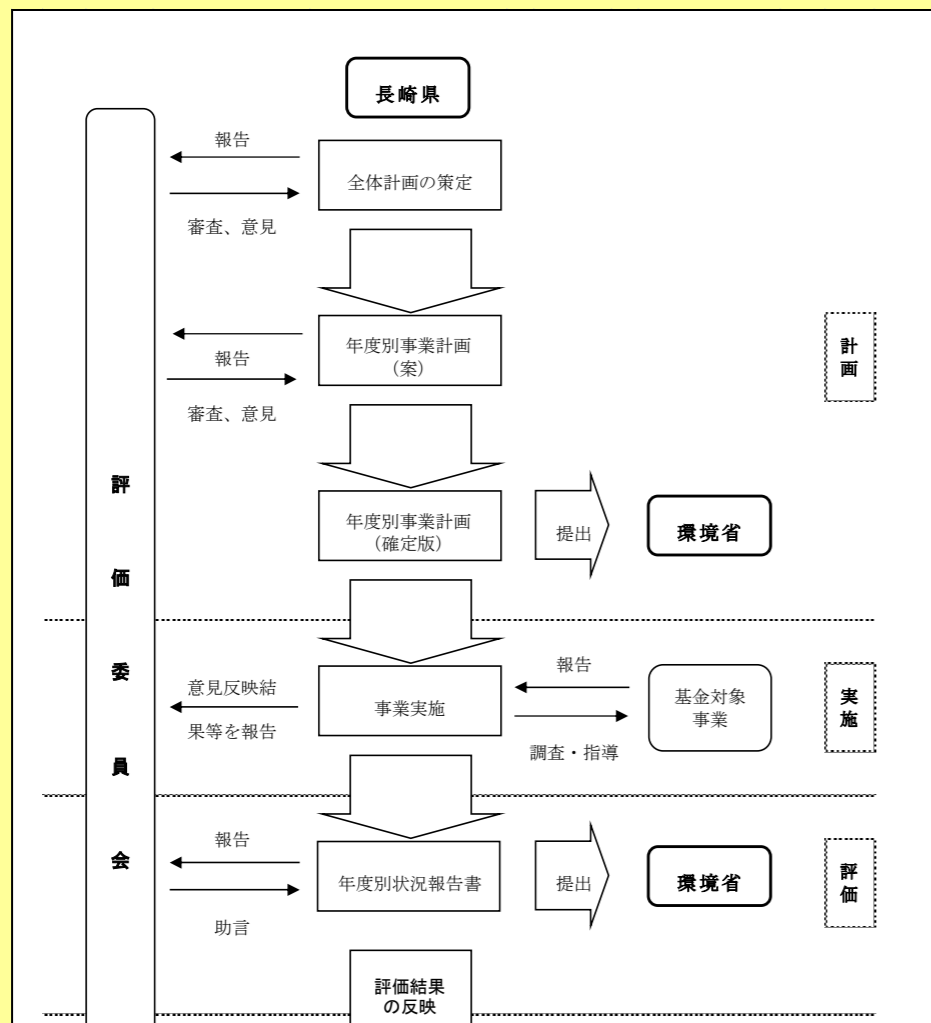 長崎県
報告
全体計画の策定
審査、意見
年度別事業計画
（案）
報告
審査、意見
計画
評価委員会
年度別事業計画
（確定版）
提出
環境省
報告
意見反映結
果等を報告
事業実施
基金対象
事業
調査・指導
実施
報告
年度別状況報告書
助言
提出
環境省
評価
評価結果
の反映